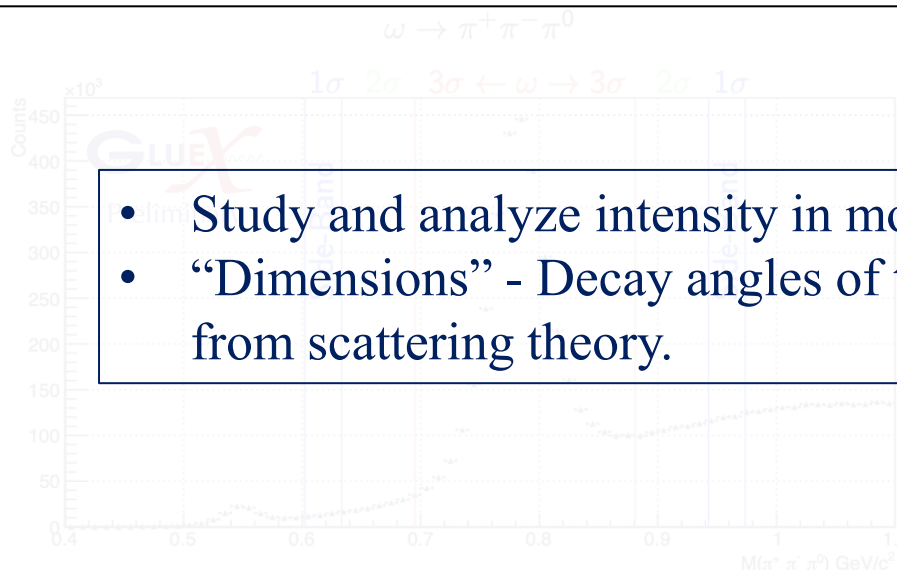 ω → π⁺π⁻π⁰
1σ 2σ 3σ ← ω → 3σ 2σ 1σ
×10³
Counts
GLUEX
• Study and analyze intensity in mo
• “Dimensions” - Decay angles of
from scattering theory.
450
400
350
300
250
200
150
100
50
0
0.4 0.5 0.6 0.7 0.8 0.9 1 1.
M(π⁺ π⁻ π⁰) GeV/c²